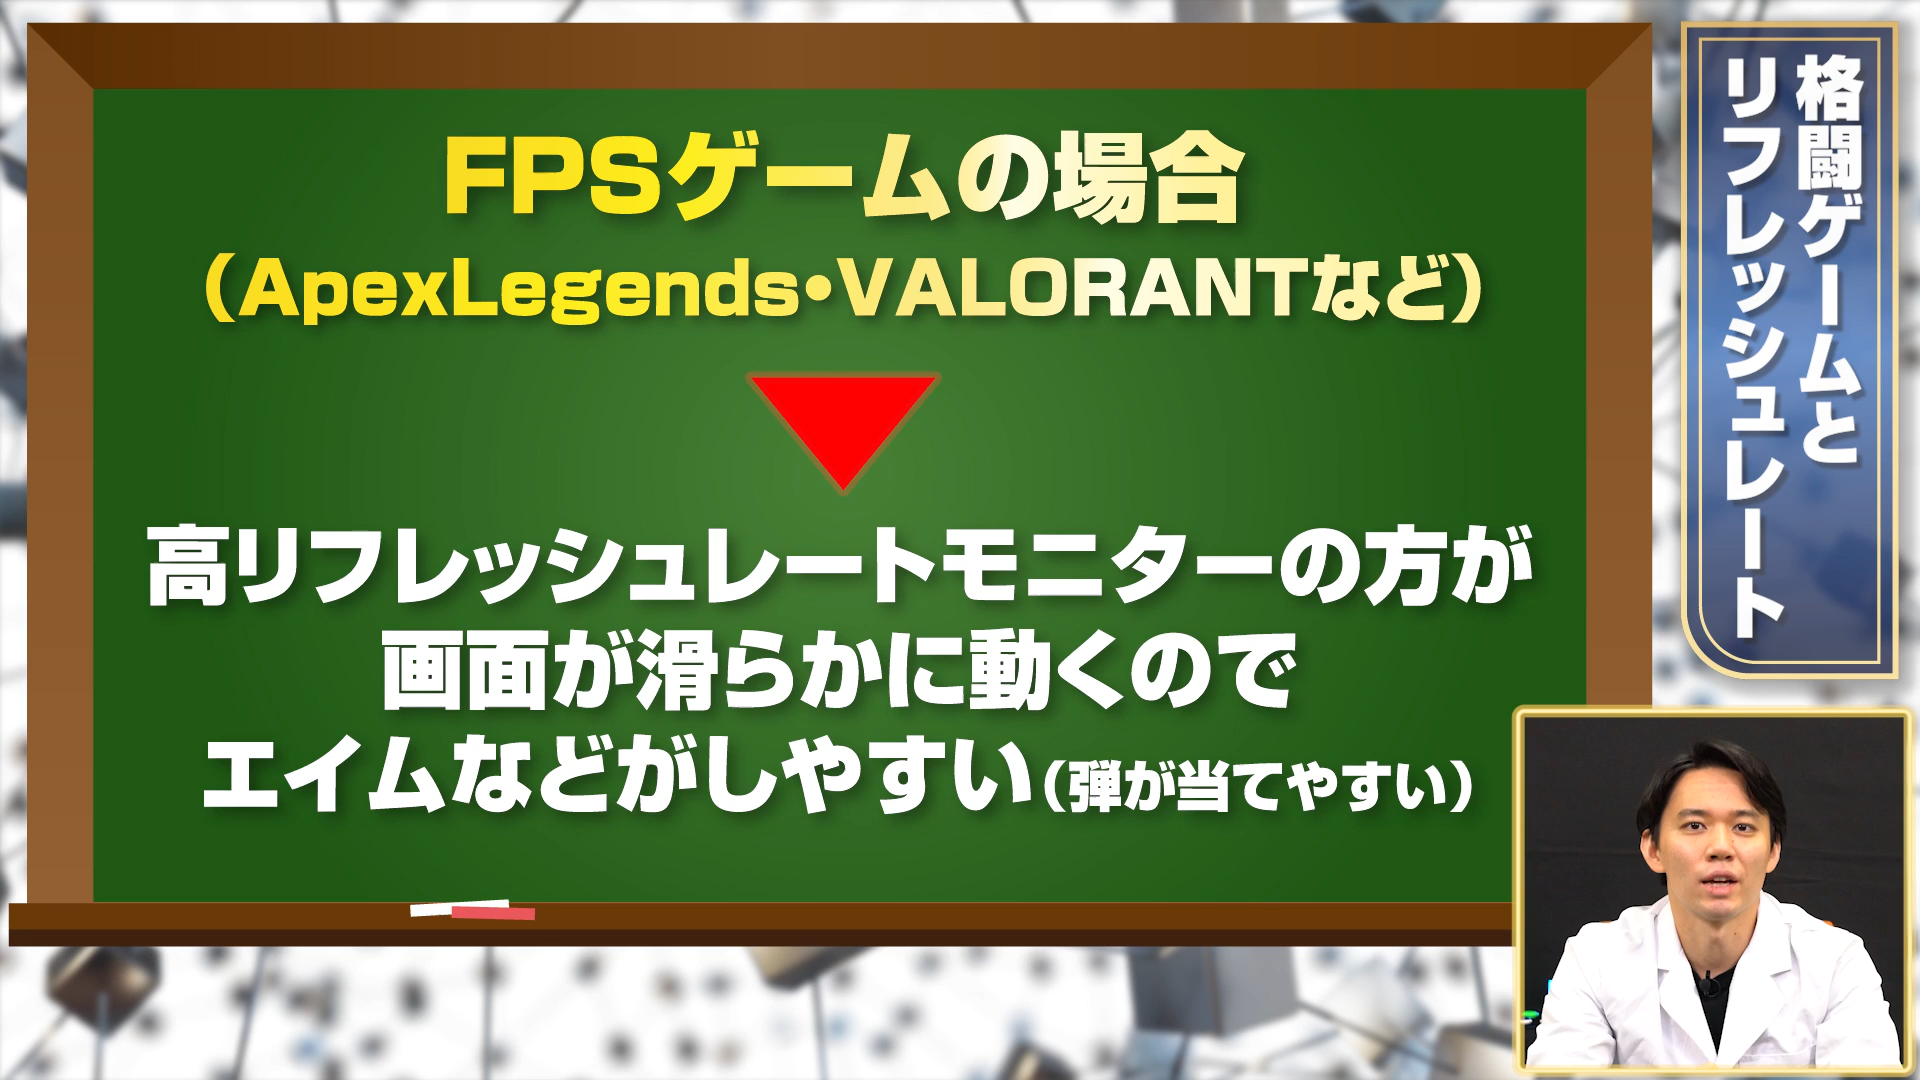 格闘ゲームと
リフレッシュレート
FPSゲームの場合
（ApexLegends・VALORANTなど）
高リフレッシュレートモニターの方が
画面が滑らかに動くので
エイムなどがしやすい（弾が当てやすい）